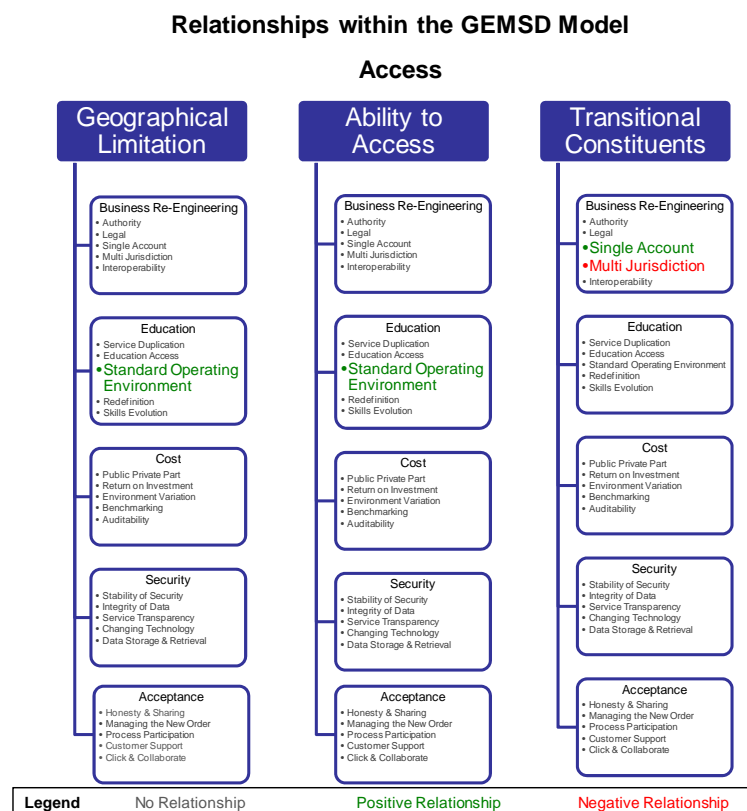 Relationships within the GEMSD Model
Access
Geographical
Limitation
Business Re-Engineering
• Authority
• Legal
• Single Account
• Multi Jurisdiction
• Interoperability
Education
• Service Duplication
• Education Access
•Standard Operating
Environment
• Redefinition
• Skills Evolution
Cost
• Public Private Part
• Return on Investment
• Environment Variation
• Benchmarking
• Auditability
Security
• Stability of Security
• Integrity of Data
• Service Transparency
• Changing Technology
• Data Storage & Retrieval
Acceptance
• Honesty & Sharing
• Managing the New Order
• Process Participation
• Customer Support
• Click & Collaborate
Ability to
Access
Business Re-Engineering
• Authority
• Legal
• Single Account
• Multi Jurisdiction
• Interoperability
Education
• Service Duplication
• Education Access
•Standard Operating
Environment
• Redefinition
• Skills Evolution
Cost
• Public Private Part
• Return on Investment
• Environment Variation
• Benchmarking
• Auditability
Security
• Stability of Security
• Integrity of Data
• Service Transparency
• Changing Technology
• Data Storage & Retrieval
Acceptance
• Honesty & Sharing
• Managing the New Order
• Process Participation
• Customer Support
• Click & Collaborate
Transitional
Constituents
Business Re-Engineering
• Authority
• Legal
•Single Account
•Multi Jurisdiction
• Interoperability
Education
• Service Duplication
• Education Access
• Standard Operating Environment
• Redefinition
• Skills Evolution
Cost
• Public Private Part
• Return on Investment
• Environment Variation
• Benchmarking
• Auditability
Security
• Stability of Security
• Integrity of Data
• Service Transparency
• Changing Technology
• Data Storage & Retrieval
Acceptance
• Honesty & Sharing
• Managing the New Order
• Process Participation
• Customer Support
• Click & Collaborate
Legend No Relationship Positive Relationship Negative Relationship